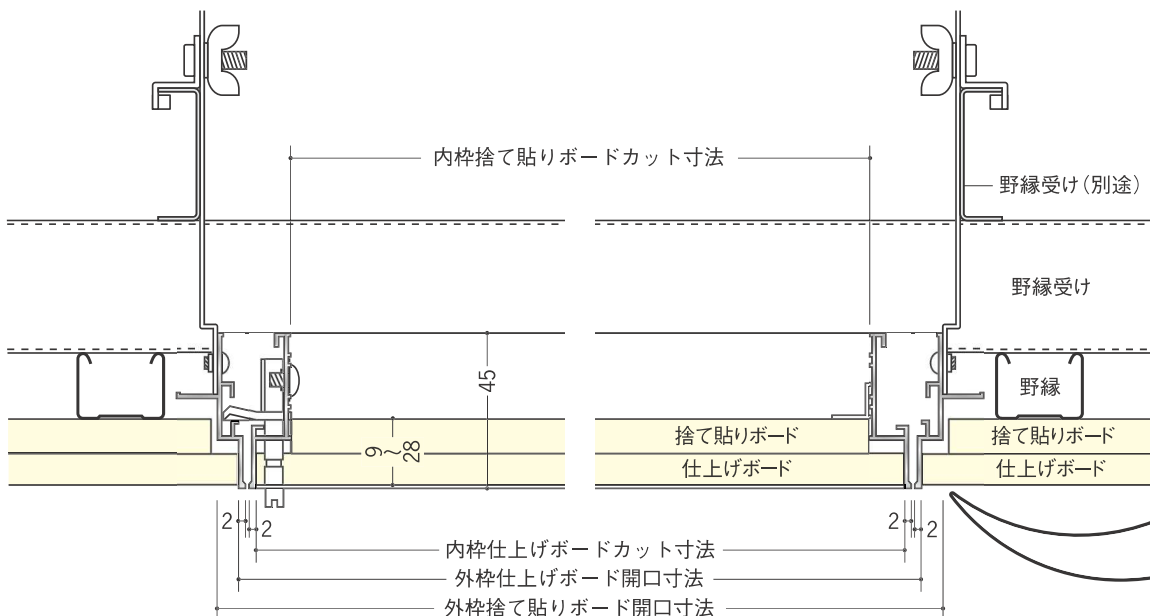 内枠捨て貼りボードカット寸法
野縁受け（別途）
野縁受け
45
野縁
9〜28
捨て貼りボード
捨て貼りボード
仕上げボード
仕上げボード
2
2
2
2
内枠仕上げボードカット寸法
外枠仕上げボード開口寸法
外枠捨て貼りボード開口寸法